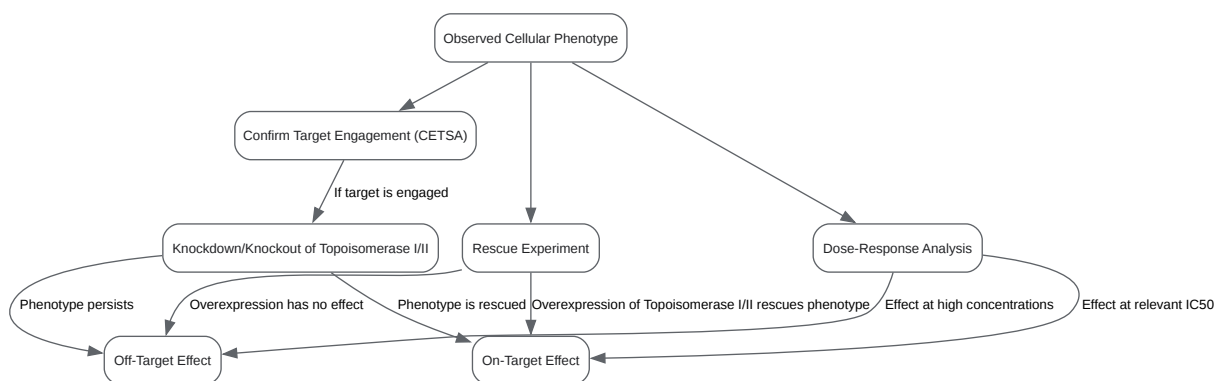 Observed Cellular Phenotype
Confirm Target Engagement (CETSA)
If target is engaged
Knockdown/Knockout of Topoisomerase I/II
Rescue Experiment
Dose-Response Analysis
Phenotype persists
Overexpression has no effect
Phenotype is rescued
Overexpression of Topoisomerase I/II rescues phenotype
Effect at high concentrations
Effect at relevant IC50
Off-Target Effect
On-Target Effect